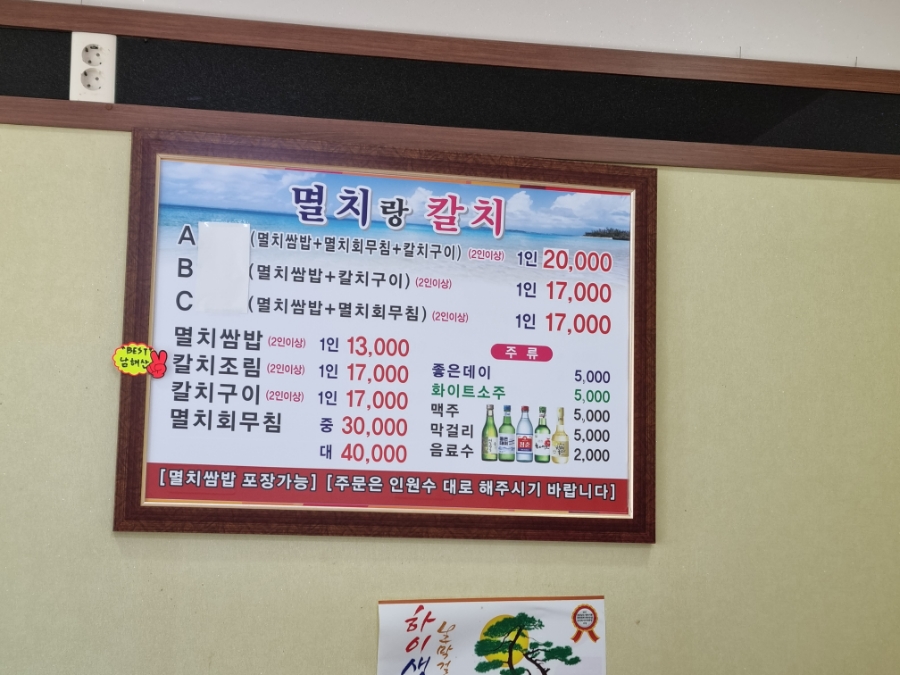 멸치랑 칼치
A (멸치쌈밥+멸치회무침+칼치구이) (2인이상) 1인 20,000
B (멸치쌈밥+칼치구이) (2인이상) 1인 17,000
C (멸치쌈밥+멸치회무침) (2인이상) 1인 17,000
멸치쌈밥 (2인이상) 1인 13,000
BEST
남해산
칼치조림 (2인이상) 1인 17,000
칼치구이 (2인이상) 1인 17,000
멸치회무침 중 30,000
대 40,000
주 류
좋은데이 5,000
화이트소주 5,000
맥주 5,000
막걸리 5,000
음료수 2,000
[멸치쌈밥 포장가능] [주문은 인원수 대로 해주시기 바랍니다]
하이생